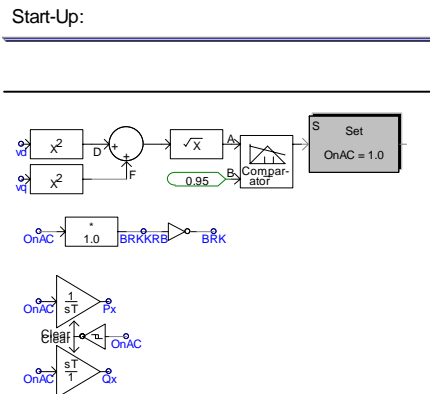 Start-Up:
vd
X2
D
+
+
F
√X
A
vq
X2
0.95
B
Compar-
ator
S
Set
OnAC = 1.0
OnAC
*
1.0
BRKKRB
BRK
OnAC
1
sT
Px
Clear
Clear
OnAC
OnAC
sT
1
Qx